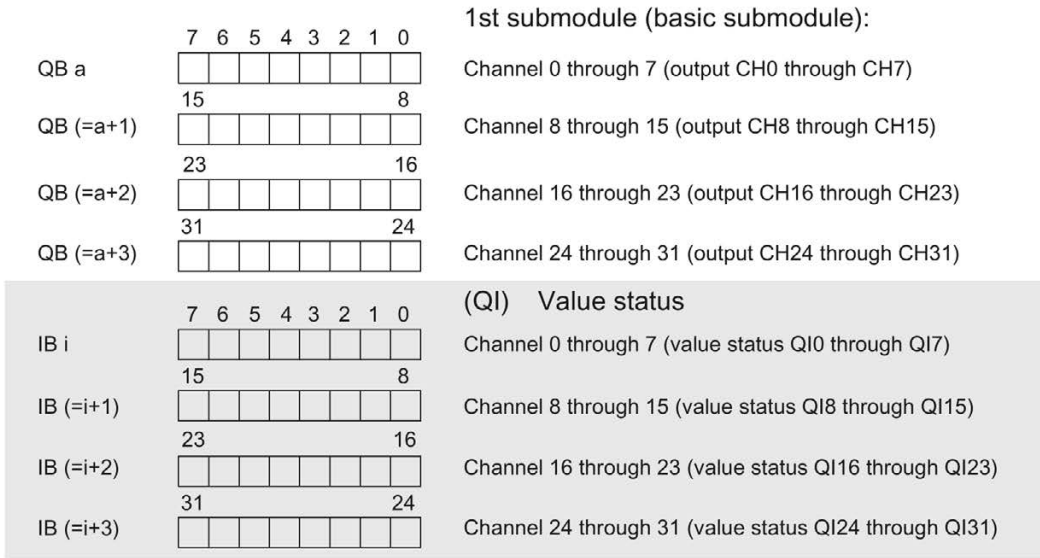 1st submodule (basic submodule):
7 6 5 4 3 2 1 0
QB a Channel 0 through 7 (output CH0 through CH7)
15 8
QB (=a+1) Channel 8 through 15 (output CH8 through CH15)
23 16
QB (=a+2) Channel 16 through 23 (output CH16 through CH23)
31 24
QB (=a+3) Channel 24 through 31 (output CH24 through CH31)
(QI) Value status
7 6 5 4 3 2 1 0
IB i Channel 0 through 7 (value status QI0 through QI7)
15 8
IB (=i+1) Channel 8 through 15 (value status QI8 through QI15)
23 16
IB (=i+2) Channel 16 through 23 (value status QI16 through QI23)
31 24
IB (=i+3) Channel 24 through 31 (value status QI24 through QI31)